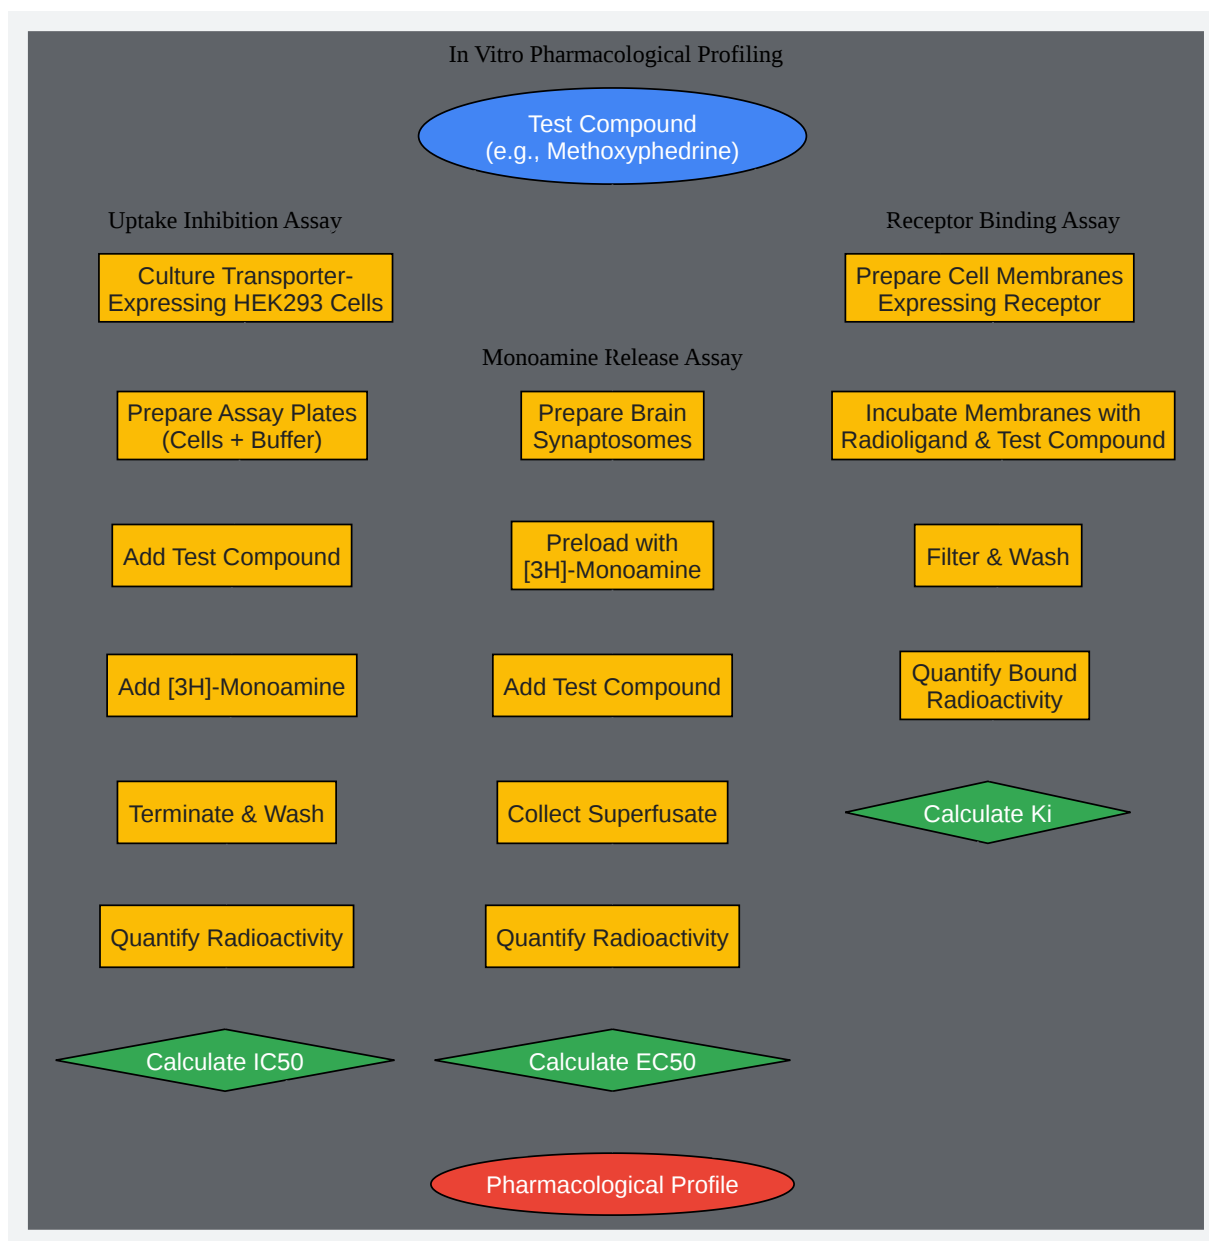 In Vitro Pharmacological Profiling
Test Compound
(e.g., Methoxyphedrine)
Uptake Inhibition Assay
Culture Transporter-
Expressing HEK293 Cells
Prepare Assay Plates
(Cells + Buffer)
Add Test Compound
Add [3H]-Monoamine
Terminate & Wash
Quantify Radioactivity
Calculate IC50
Monoamine Release Assay
Prepare Brain
Synaptosomes
Preload with
[3H]-Monoamine
Add Test Compound
Collect Superfusate
Quantify Radioactivity
Calculate EC50
Receptor Binding Assay
Prepare Cell Membranes
Expressing Receptor
Incubate Membranes with
Radioligand & Test Compound
Filter & Wash
Quantify Bound
Radioactivity
Calculate Ki
Pharmacological Profile